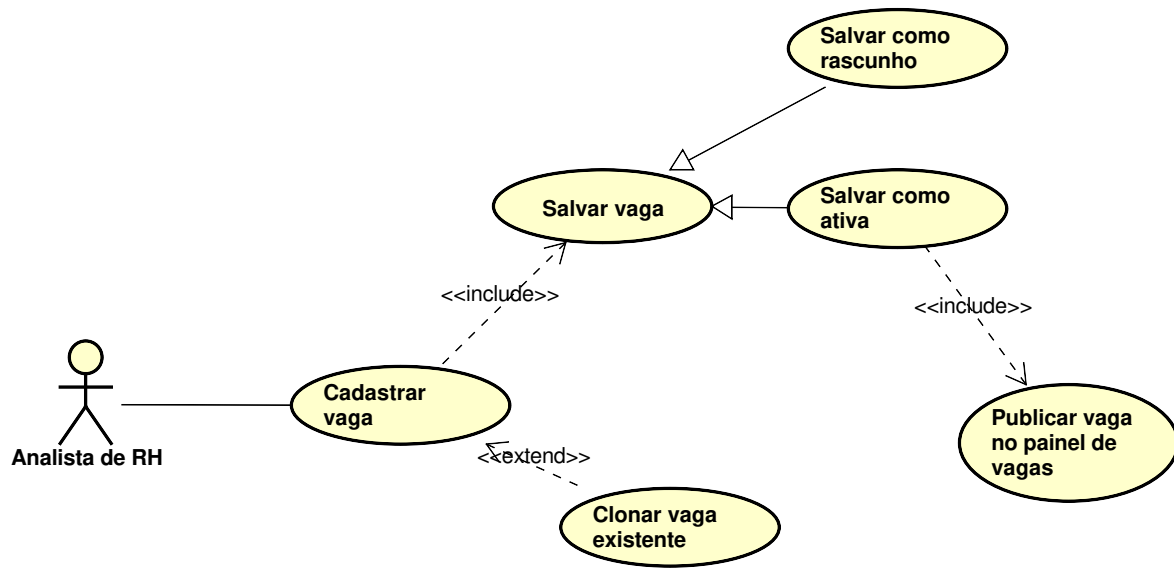 Salvar como
rascunho
Salvar vaga
Salvar como
ativa
<<include>>
<<include>>
Cadastrar
vaga
Analista de RH
Publicar vaga
no painel de
vagas
<<extend>>
Clonar vaga
existente